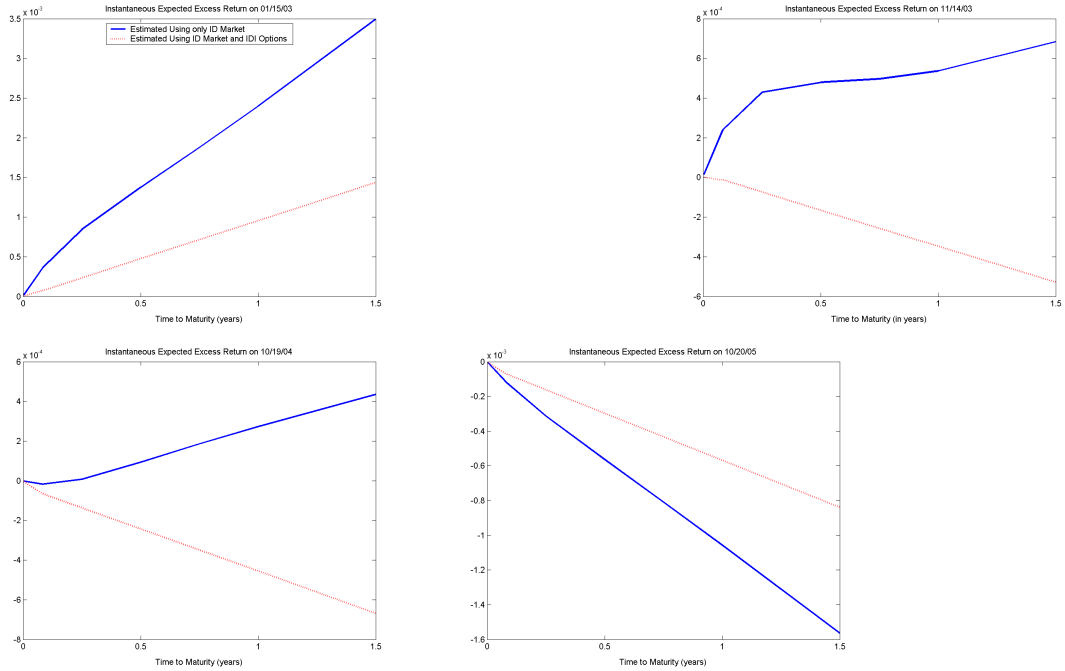 Instantaneous Expected Excess Return on 01/15/03
x 10⁻³
3.5
3
2.5
2
1.5
1
0.5
0
Estimated Using only ID Market
Estimated Using ID Market and IDI Options
0 0.5 1 1.5
Time to Maturity (years)
Instantaneous Expected Excess Return on 11/14/03
x 10⁻⁴
8
6
4
2
0
-2
-4
-6
0 0.5 1 1.5
Time to Maturity (in years)
Instantaneous Expected Excess Return on 10/19/04
x 10⁻⁴
6
4
2
0
-2
-4
-6
-8
0 0.5 1 1.5
Time to Maturity (years)
Instantaneous Expected Excess Return on 10/20/05
x 10⁻³
0
-0.2
-0.4
-0.6
-0.8
-1
-1.2
-1.4
-1.6
0 0.5 1 1.5
Time to Maturity (years)